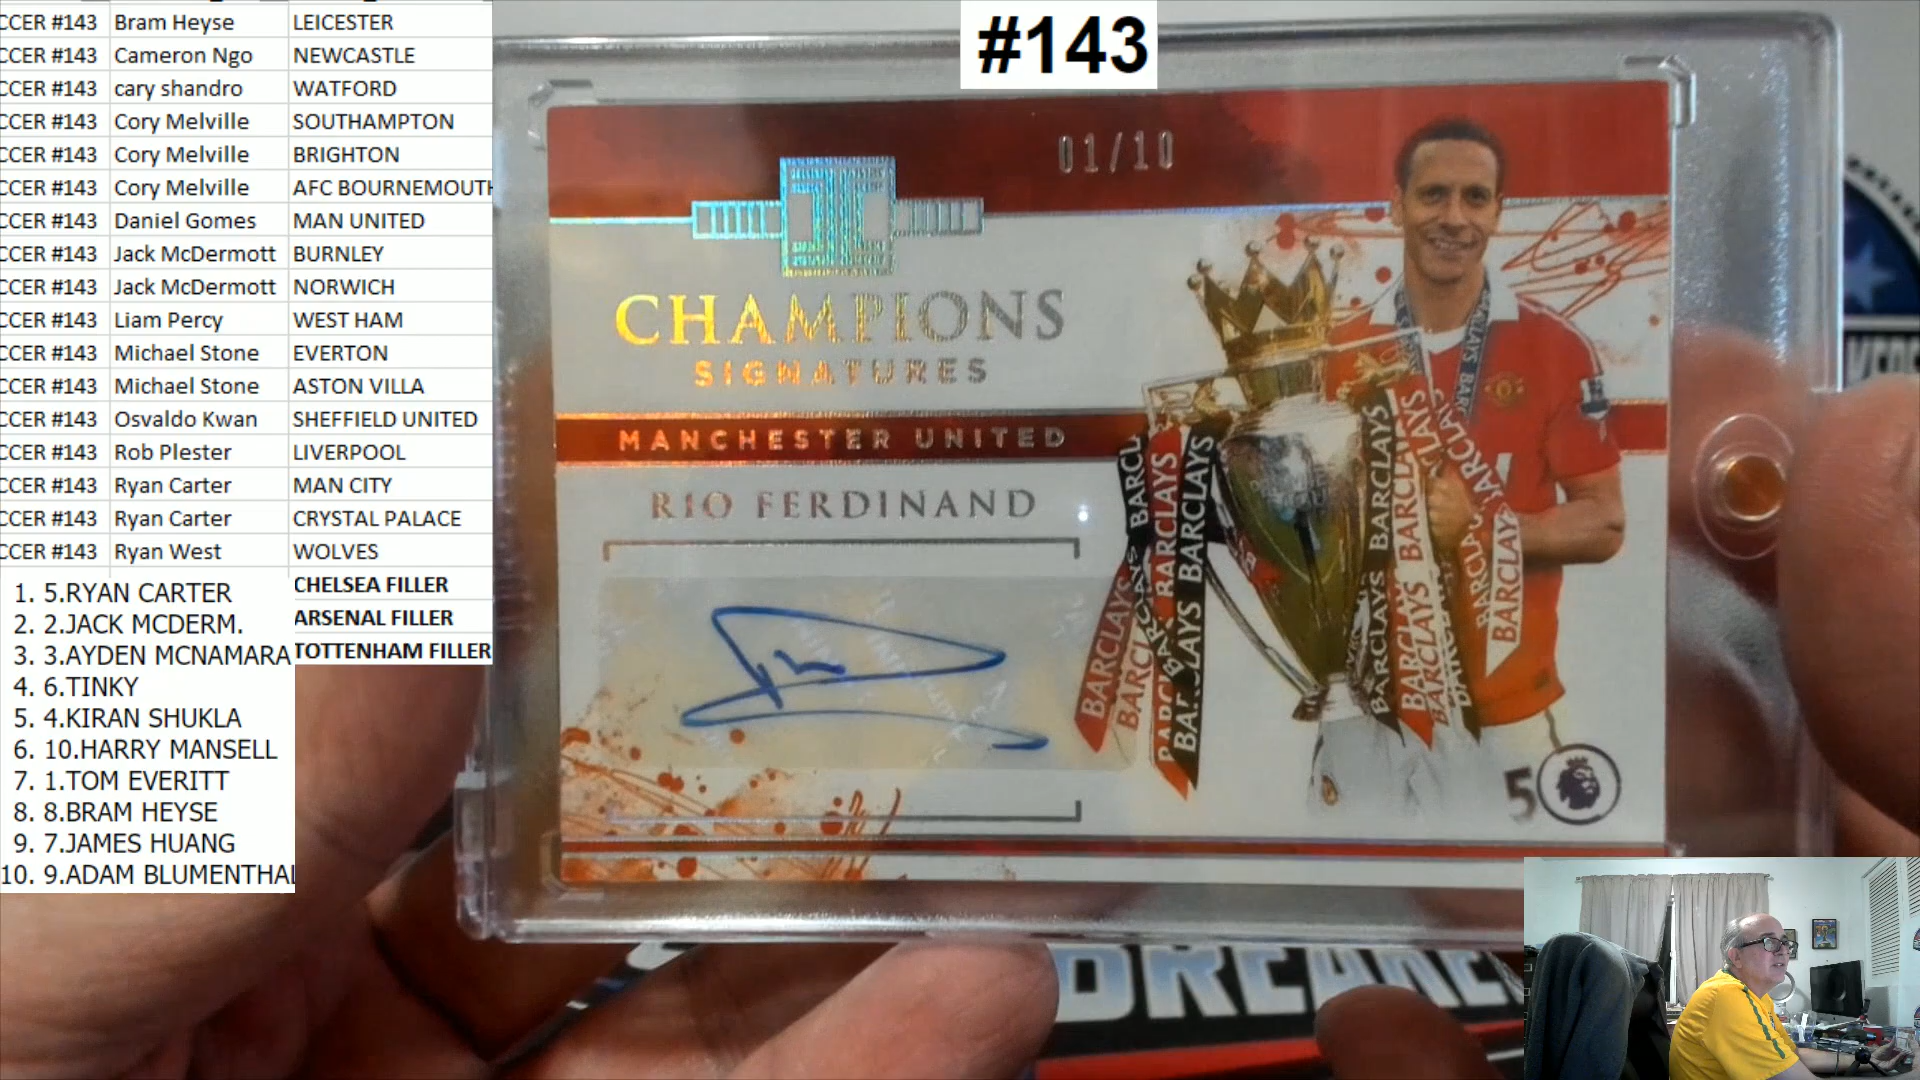 #143
CCER #143 Bram Heyse LEICESTER
CCER #143 Cameron Ngo NEWCASTLE
CCER #143 cary shandro WATFORD
CCER #143 Cory Melville SOUTHAMPTON
CCER #143 Cory Melville BRIGHTON
CCER #143 Cory Melville AFC BOURNEMOUTH
CCER #143 Daniel Gomes MAN UNITED
CCER #143 Jack McDermott BURNLEY
CCER #143 Jack McDermott NORWICH
CCER #143 Liam Percy WEST HAM
CCER #143 Michael Stone EVERTON
CCER #143 Michael Stone ASTON VILLA
CCER #143 Osvaldo Kwan SHEFFIELD UNITED
CCER #143 Rob Plester LIVERPOOL
CCER #143 Ryan Carter MAN CITY
CCER #143 Ryan Carter CRYSTAL PALACE
CCER #143 Ryan West WOLVES
CHELSEA FILLER
ARSENAL FILLER
TOTTENHAM FILLER
1. 5.RYAN CARTER
2. 2.JACK MCDERM.
3. 3.AYDEN MCNAMARA
4. 6.TINKY
5. 4.KIRAN SHUKLA
6. 10.HARRY MANSELL
7. 1.TOM EVERITT
8. 8.BRAM HEYSE
9. 7.JAMES HUANG
10. 9.ADAM BLUMENTHAL
01/10
CHAMPIONS
SIGNATURES
MANCHESTER UNITED
RIO FERDINAND
BARCLAYS
BARCLAYS
BARCLAYS
BARCLAYS
BARCLAYS
BARCLAYS
BARCLAY
5